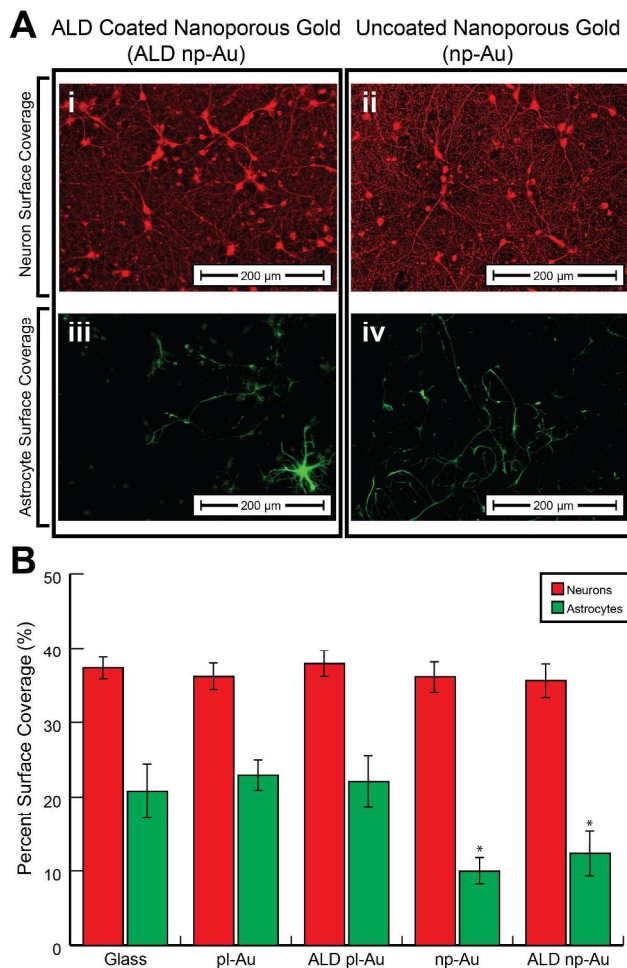 A
ALD Coated Nanoporous Gold
(ALD np-Au)
Uncoated Nanoporous Gold
(np-Au)
Neuron Surface Coverage
i
200 µm
ii
200 µm
Astrocyte Surface Coverage
iii
200 µm
iv
200 µm
B
Percent Surface Coverage (%)
50
40
30
20
10
0
Neurons
Astrocytes
*
*
Glass
pl-Au
ALD pl-Au
np-Au
ALD np-Au